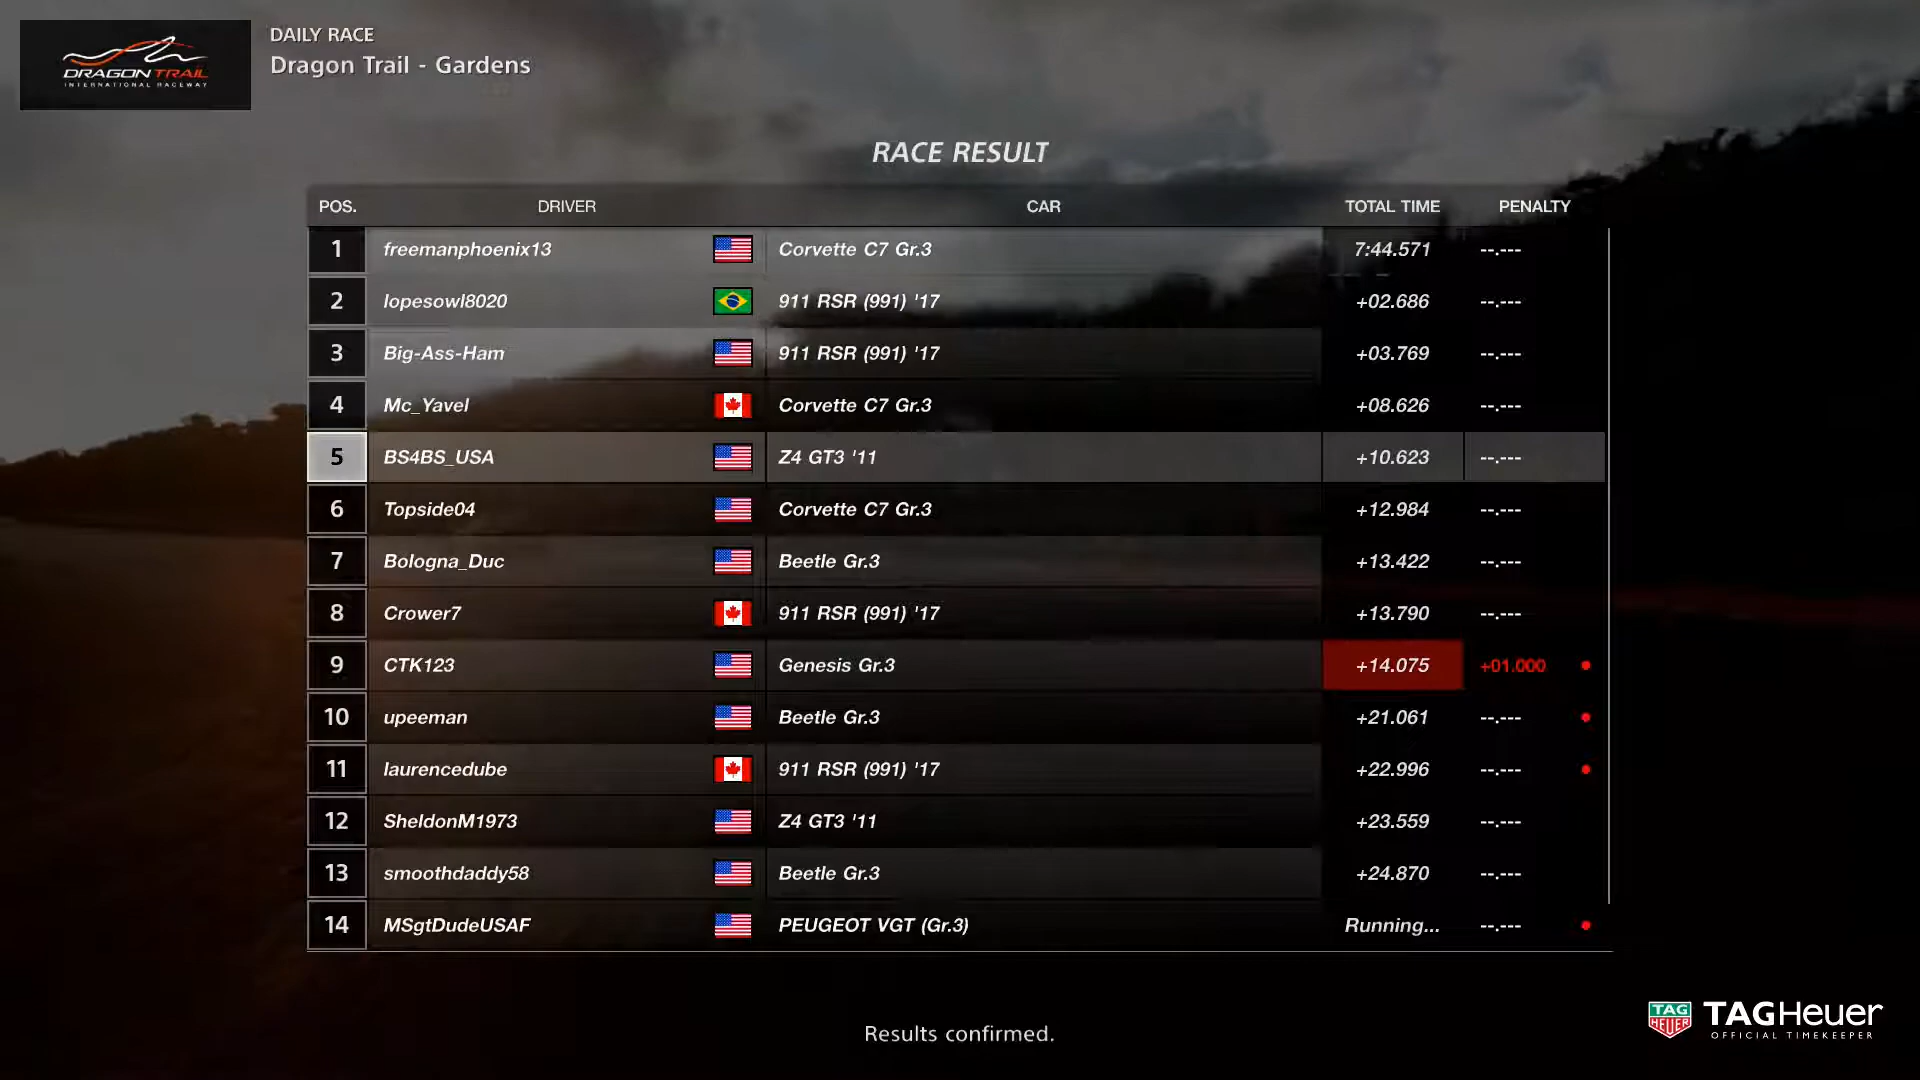 DRAGON TRAIL
INTERNATIONAL RACEWAY
DAILY RACE
Dragon Trail - Gardens
RACE RESULT
POS. DRIVER CAR TOTAL TIME PENALTY
1 freemanphoenix13 Corvette C7 Gr.3 7:44.571 --.---
2 lopesowl8020 911 RSR (991) '17 +02.686 --.---
3 Big-Ass-Ham 911 RSR (991) '17 +03.769 --.---
4 Mc_Yavel Corvette C7 Gr.3 +08.626 --.---
5 BS4BS_USA Z4 GT3 '11 +10.623 --.---
6 Topside04 Corvette C7 Gr.3 +12.984 --.---
7 Bologna_Duc Beetle Gr.3 +13.422 --.---
8 Crower7 911 RSR (991) '17 +13.790 --.---
9 CTK123 Genesis Gr.3 +14.075 +01.000
10 upeeman Beetle Gr.3 +21.061 --.---
11 laurencedube 911 RSR (991) '17 +22.996 --.---
12 SheldonM1973 Z4 GT3 '11 +23.559 --.---
13 smoothdaddy58 Beetle Gr.3 +24.870 --.---
14 MSgtDudeUSAF PEUGEOT VGT (Gr.3) Running... --.---
Results confirmed.
TAG HEUER
TAGHeuer
OFFICIAL TIMEKEEPER